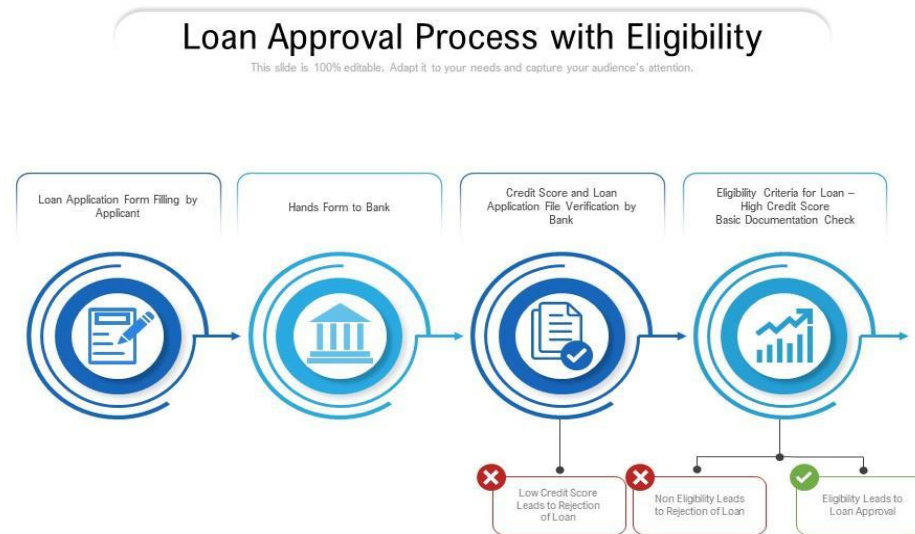 Loan Approval Process with Eligibility
This slide is 100% editable. Adapt it to your needs and capture your audience's attention.
Loan Application Form Filling by
Applicant
Hands Form to Bank
Credit Score and Loan
Application File Verification by
Bank
Eligibility Criteria for Loan –
High Credit Score
Basic Documentation Check
Low Credit Score
Leads to Rejection
of Loan
Non Eligibility Leads
to Rejection of Loan
Eligibility Leads to
Loan Approval